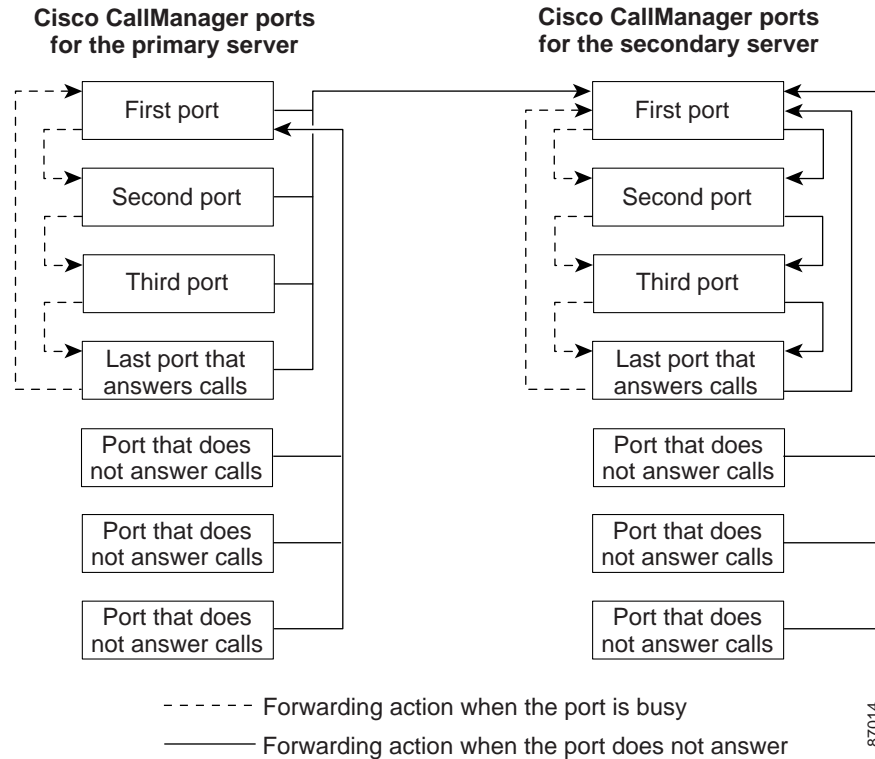 Cisco CallManager ports
for the primary server
First port
Second port
Third port
Last port that
answers calls
Port that does
not answer calls
Port that does
not answer calls
Port that does
not answer calls
Cisco CallManager ports
for the secondary server
First port
Second port
Third port
Last port that
answers calls
Port that does
not answer calls
Port that does
not answer calls
Port that does
not answer calls
Forwarding action when the port is busy
Forwarding action when the port does not answer
87014